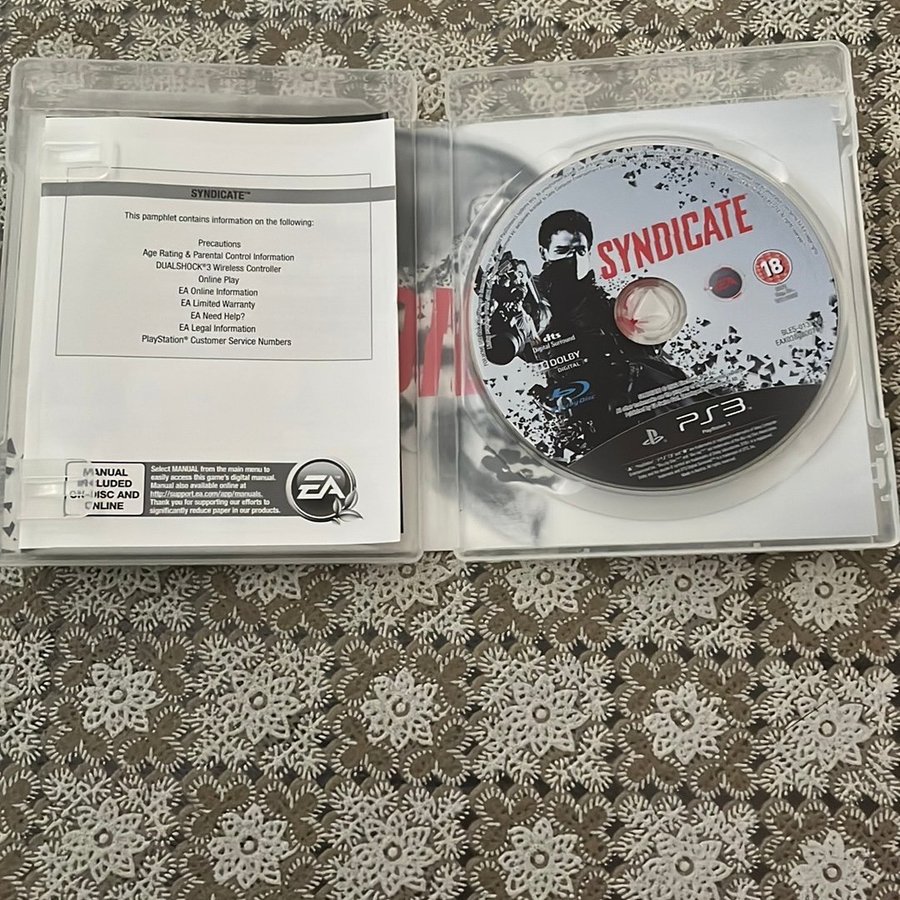 SYNDICATE™
This pamphlet contains information on the following:
Precautions
Age Rating & Parental Control Information
DUALSHOCK®3 Wireless Controller
Online Play
EA Online Information
EA Limited Warranty
EA Need Help?
EA Legal Information
PlayStation® Customer Service Numbers
MANUAL
INCLUDED
ON-DISC AND
ONLINE
Select MANUAL from the main menu to
easily access this game's digital manual.
Manual also available online at
http://support.ea.com/app/manuals.
Thank you for supporting our efforts to
significantly reduce paper in our products.
EA
SYNDICATE
18
EA
dts
Digital Surround
DOLBY
DIGITAL
Blu-ray Disc
PS3
PlayStation 3